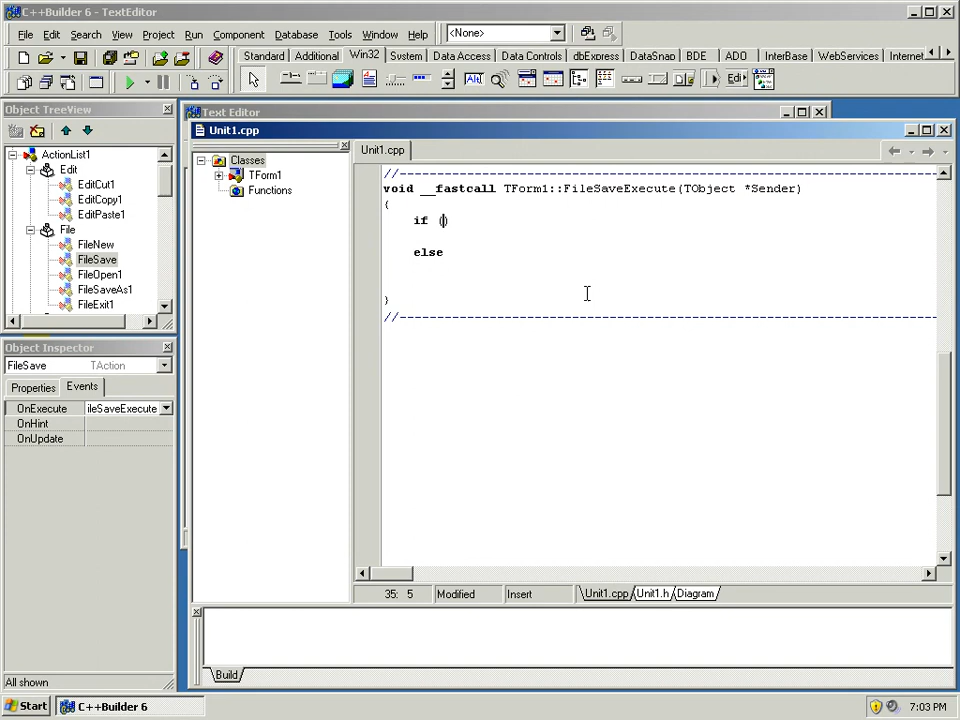 C++Builder 6 - TextEditor
File Edit Search View Project Run Component Database Tools Window Help <None>
Standard Additional Win32 System Data Access Data Controls dbExpress DataSnap BDE ADO InterBase WebServices Internet
Object TreeView
ActionList1
Edit
EditCut1
EditCopy1
EditPaste1
File
FileNew
FileSave
FileOpen1
FileSaveAs1
FileExit1
Object Inspector
FileSave TAction
Properties Events
OnExecute ileSaveExecute
OnHint
OnUpdate
All shown
Text Editor
Unit1.cpp
Classes
TForm1
Functions
Unit1.cpp
//---------------------------------------------------------------------------
void __fastcall TForm1::FileSaveExecute(TObject *Sender)
{
if ()
else
}
//---------------------------------------------------------------------------
35: 5 Modified Insert Unit1.cpp Unit1.h Diagram
Build
Start C++Builder 6 7:03 PM